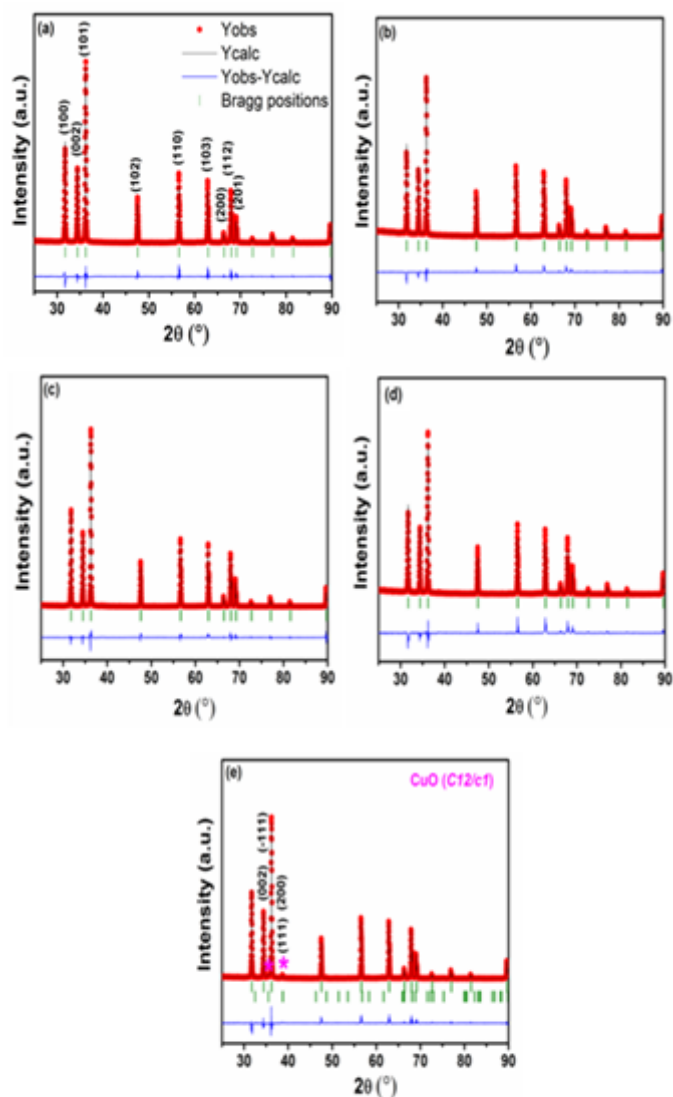 (a)
Yobs
Ycalc
Yobs-Ycalc
Bragg positions
(100)
(002)
(101)
(102)
(110)
(103)
(200)
(112)
(201)
Intensity (a.u.)
30 40 50 60 70 80 90
2θ (°)
(b)
Intensity (a.u.)
30 40 50 60 70 80 90
2θ (°)
(c)
Intensity (a.u.)
30 40 50 60 70 80 90
2θ (°)
(d)
Intensity (a.u.)
30 40 50 60 70 80 90
2θ (°)
(e)
CuO (C12/c1)
(002) (-111)
(111) (200)
*
*
Intensity (a.u.)
30 40 50 60 70 80 90
2θ (°)